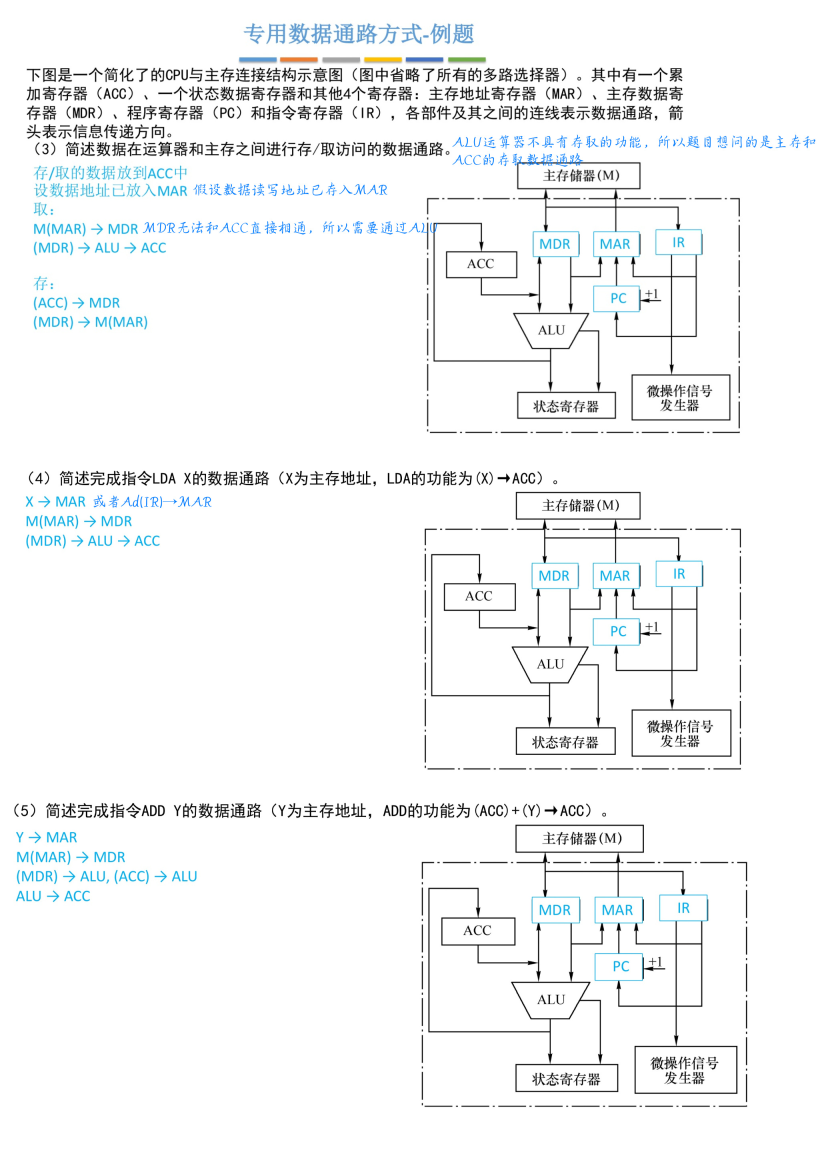 专用数据通路方式-例题
下图是一个简化了的CPU与主存连接结构示意图（图中省略了所有的多路选择器）。其中有一个累
加寄存器（ACC）、一个状态数据寄存器和其他4个寄存器：主存地址寄存器（MAR）、主存数据寄
存器（MDR）、程序寄存器（PC）和指令寄存器（IR），各部件及其之间的连线表示数据通路，箭
头表示信息传递方向。
（3）简述数据在运算器和主存之间进行存/取访问的数据通路。
ALU运算器不具有存取的功能，所以题目想问的是主存和
ACC的存取数据通路
存/取的数据放到ACC中
设数据地址已放入MAR 假设数据读写地址已存入MAR
取：
M(MAR) → MDR MDR无法和ACC直接相通，所以需要通过ALU
(MDR) → ALU → ACC
存：
(ACC) → MDR
(MDR) → M(MAR)
主存储器(M)
MDR
MAR
IR
ACC
PC
+1
ALU
状态寄存器
微操作信号
发生器
（4）简述完成指令LDA X的数据通路（X为主存地址，LDA的功能为(X)→ACC）。
X → MAR 或者Ad(IR)→MAR
M(MAR) → MDR
(MDR) → ALU → ACC
主存储器(M)
MDR
MAR
IR
ACC
PC
+1
ALU
状态寄存器
微操作信号
发生器
（5）简述完成指令ADD Y的数据通路（Y为主存地址，ADD的功能为(ACC)+(Y)→ACC）。
Y → MAR
M(MAR) → MDR
(MDR) → ALU, (ACC) → ALU
ALU → ACC
主存储器(M)
MDR
MAR
IR
ACC
PC
+1
ALU
状态寄存器
微操作信号
发生器